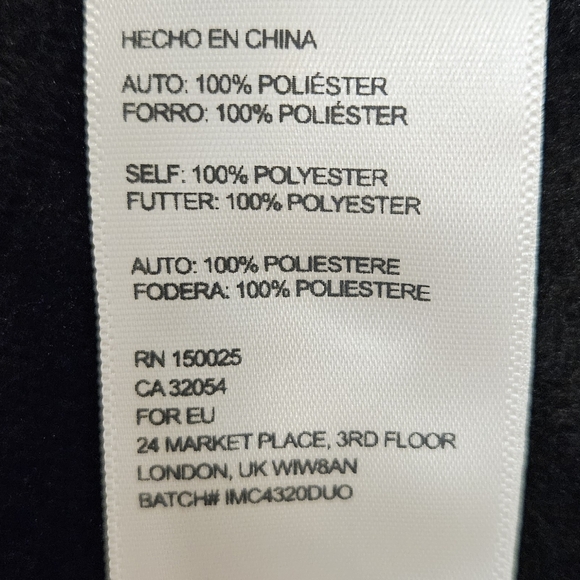 HECHO EN CHINA
AUTO: 100% POLIÉSTER
FORRO: 100% POLIÉSTER
SELF: 100% POLYESTER
FUTTER: 100% POLYESTER
AUTO: 100% POLIESTERE
FODERA: 100% POLIESTERE
RN 150025
CA 32054
FOR EU
24 MARKET PLACE, 3RD FLOOR
LONDON, UK WIW8AN
BATCH# IMC4320DUO